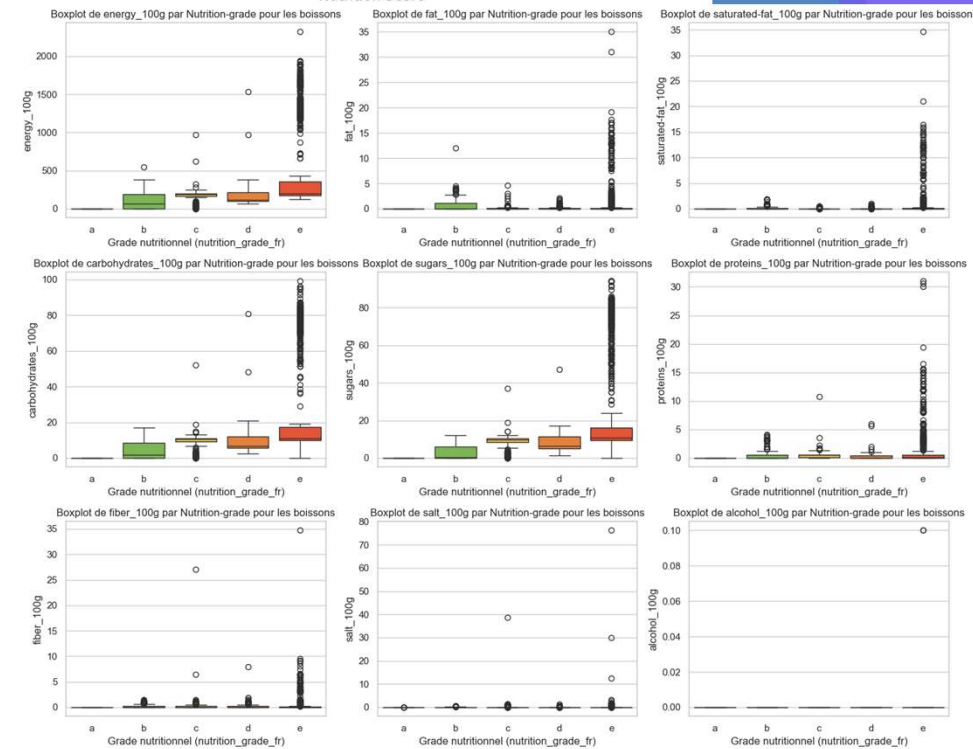 Boxplot de energy_100g par Nutrition-grade pour les boissons
Boxplot de fat_100g par Nutrition-grade pour les boissons
Boxplot de saturated-fat_100g par Nutrition-grade pour les boissons
energy_100g
2000
1500
1000
500
0
a b c d e
Grade nutritionnel (nutrition_grade_fr)
fat_100g
35
30
25
20
15
10
5
0
a b c d e
Grade nutritionnel (nutrition_grade_fr)
saturated-fat_100g
35
30
25
20
15
10
5
0
a b c d e
Grade nutritionnel (nutrition_grade_fr)
Boxplot de carbohydrates_100g par Nutrition-grade pour les boissons
Boxplot de sugars_100g par Nutrition-grade pour les boissons
Boxplot de proteins_100g par Nutrition-grade pour les boissons
carbohydrates_100g
100
80
60
40
20
0
a b c d e
Grade nutritionnel (nutrition_grade_fr)
sugars_100g
80
60
40
20
0
a b c d e
Grade nutritionnel (nutrition_grade_fr)
proteins_100g
30
25
20
15
10
5
0
a b c d e
Grade nutritionnel (nutrition_grade_fr)
Boxplot de fiber_100g par Nutrition-grade pour les boissons
Boxplot de salt_100g par Nutrition-grade pour les boissons
Boxplot de alcohol_100g par Nutrition-grade pour les boissons
fiber_100g
35
30
25
20
15
10
5
0
a b c d e
Grade nutritionnel (nutrition_grade_fr)
salt_100g
80
70
60
50
40
30
20
10
0
a b c d e
Grade nutritionnel (nutrition_grade_fr)
alcohol_100g
0.10
0.08
0.06
0.04
0.02
0.00
a b c d e
Grade nutritionnel (nutrition_grade_fr)